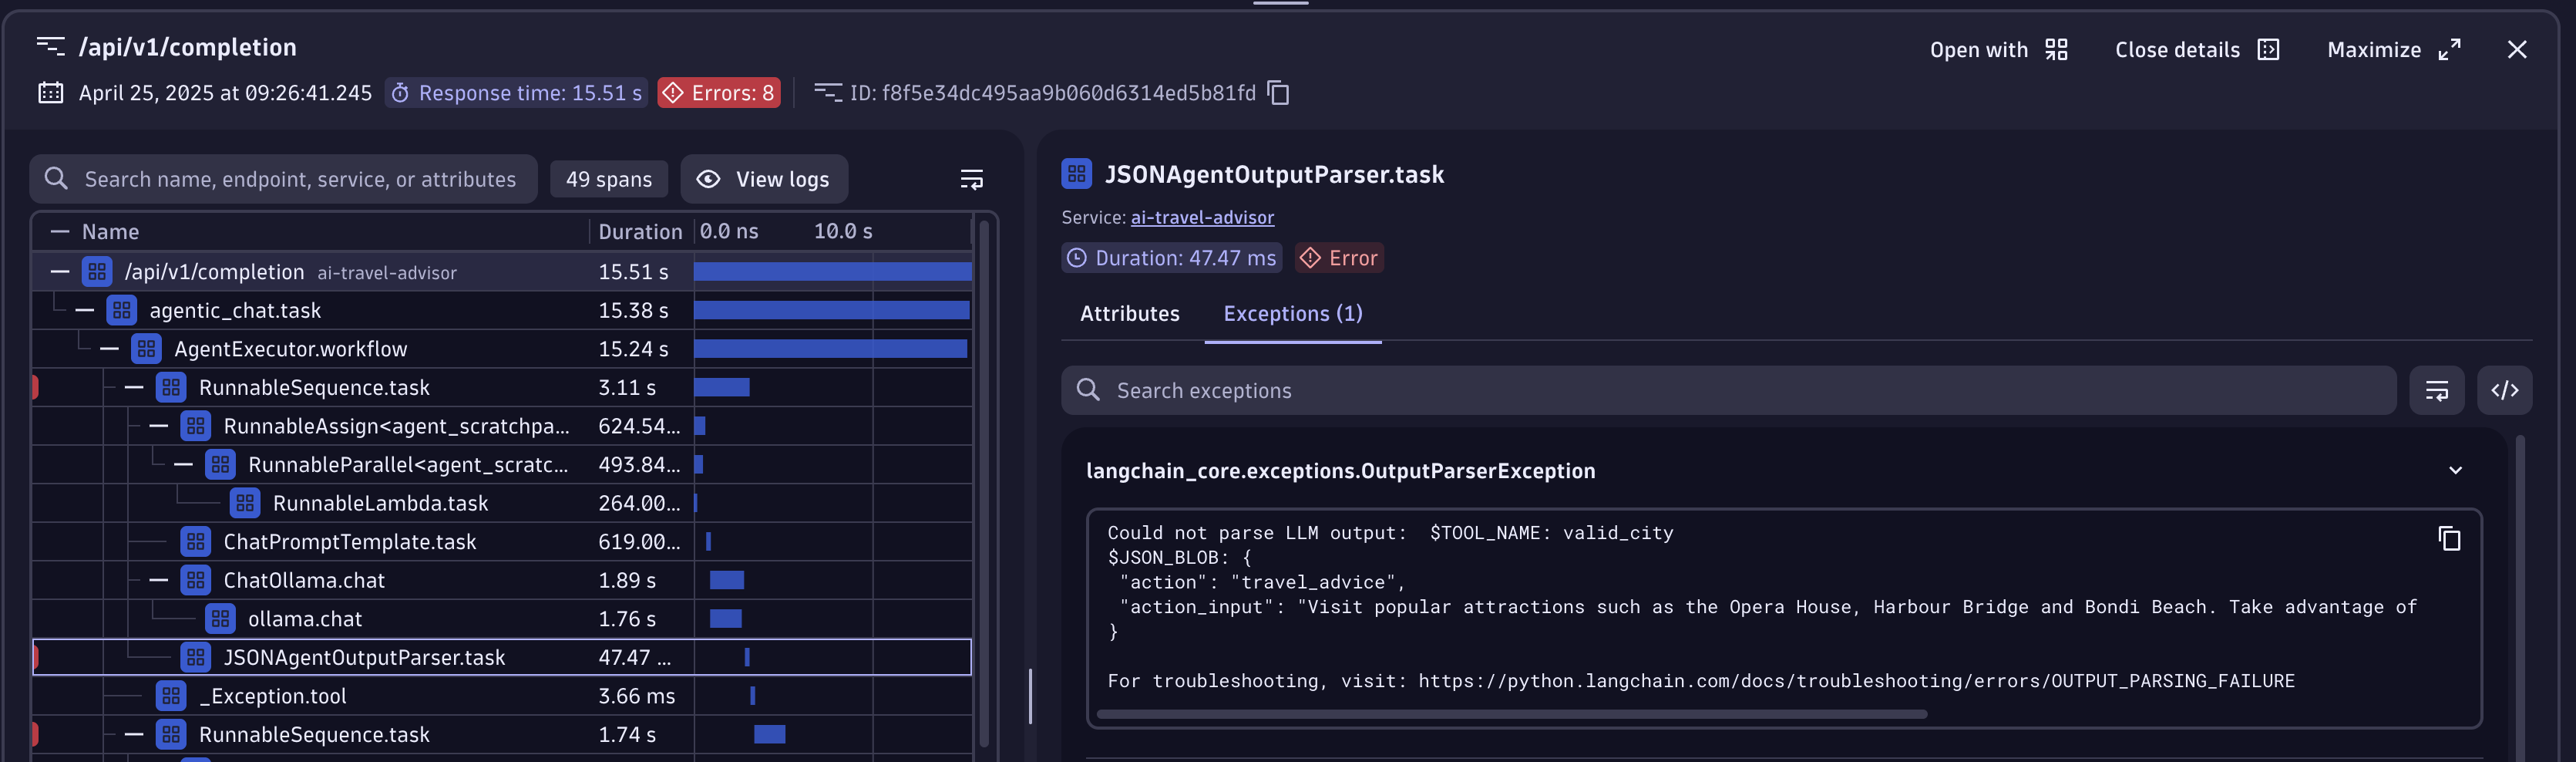 /api/v1/completion
Open with
Close details
Maximize
April 25, 2025 at 09:26:41.245
Response time: 15.51 s
Errors: 8
ID: f8f5e34dc495aa9b060d6314ed5b81fd
Search name, endpoint, service, or attributes
49 spans
View logs
Name Duration 0.0 ns 10.0 s
/api/v1/completion ai-travel-advisor 15.51 s
agentic_chat.task 15.38 s
AgentExecutor.workflow 15.24 s
RunnableSequence.task 3.11 s
RunnableAssign<agent_scratchpa... 624.54...
RunnableParallel<agent_scratc... 493.84...
RunnableLambda.task 264.00...
ChatPromptTemplate.task 619.00...
ChatOllama.chat 1.89 s
ollama.chat 1.76 s
JSONAgentOutputParser.task 47.47 ...
_Exception.tool 3.66 ms
RunnableSequence.task 1.74 s
JSONAgentOutputParser.task
Service: ai-travel-advisor
Duration: 47.47 ms
Error
Attributes
Exceptions (1)
Search exceptions
langchain_core.exceptions.OutputParserException
Could not parse LLM output:  $TOOL_NAME: valid_city
$JSON_BLOB: {
"action": "travel_advice",
"action_input": "Visit popular attractions such as the Opera House, Harbour Bridge and Bondi Beach. Take advantage of
}
For troubleshooting, visit: https://python.langchain.com/docs/troubleshooting/errors/OUTPUT_PARSING_FAILURE